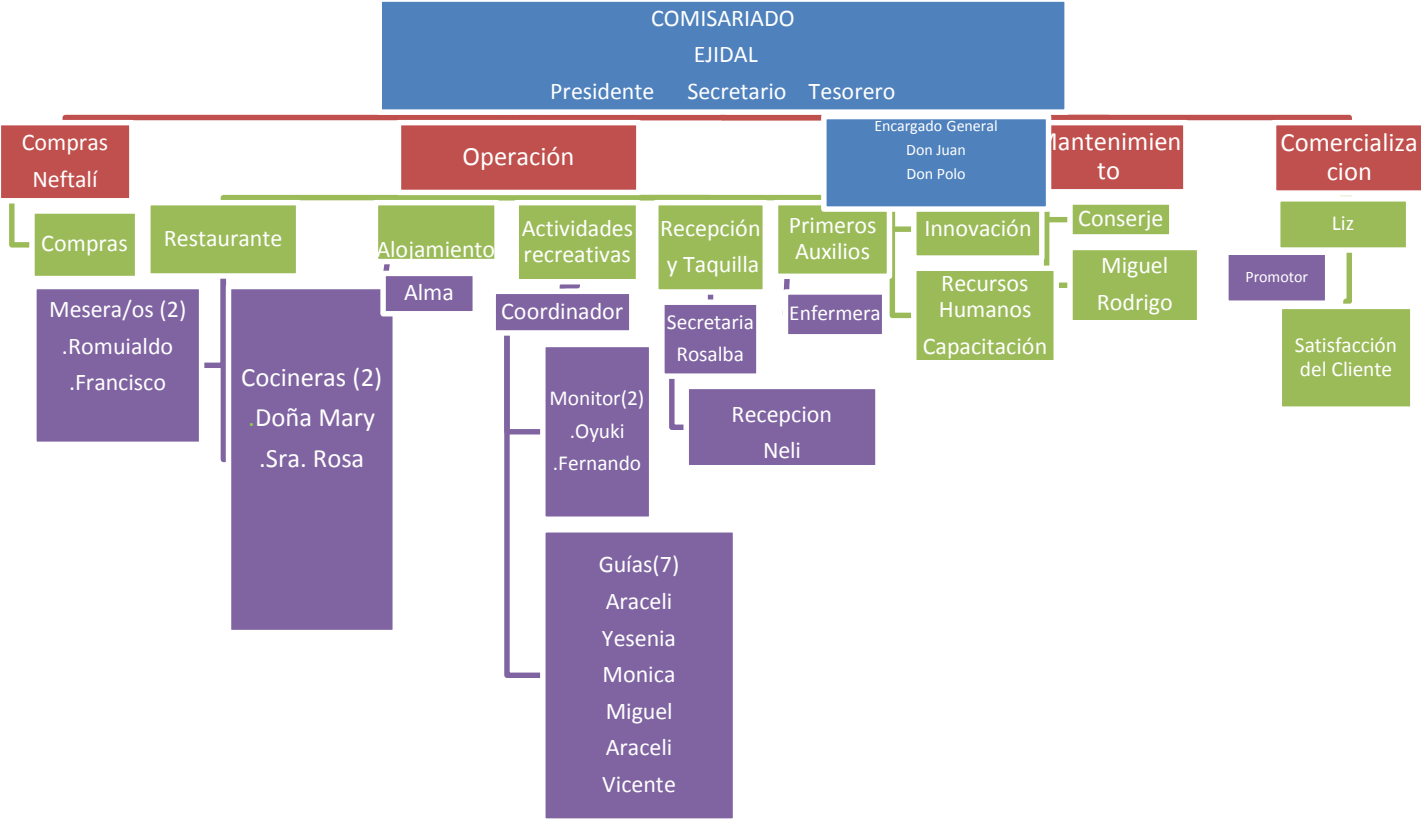 COMISARIADO
EJIDAL
Presidente Secretario Tesorero
Compras
Neftalí
Operación
Encargado General
Don Juan
Don Polo
Mantenimien
to
Comercializa
cion
Compras
Restaurante
Alojamiento
Actividades
recreativas
Recepción
y Taquilla
Primeros
Auxilios
Innovación
Recursos
Humanos
Capacitación
Conserje
Miguel
Rodrigo
Liz
Promotor
Satisfacción
del Cliente
Mesera/os (2)
.Romuialdo
.Francisco
Cocineras (2)
.Doña Mary
.Sra. Rosa
Alma
Coordinador
Monitor(2)
.Oyuki
.Fernando
Guías(7)
Araceli
Yesenia
Monica
Miguel
Araceli
Vicente
Secretaria
Rosalba
Recepcion
Neli
Enfermera